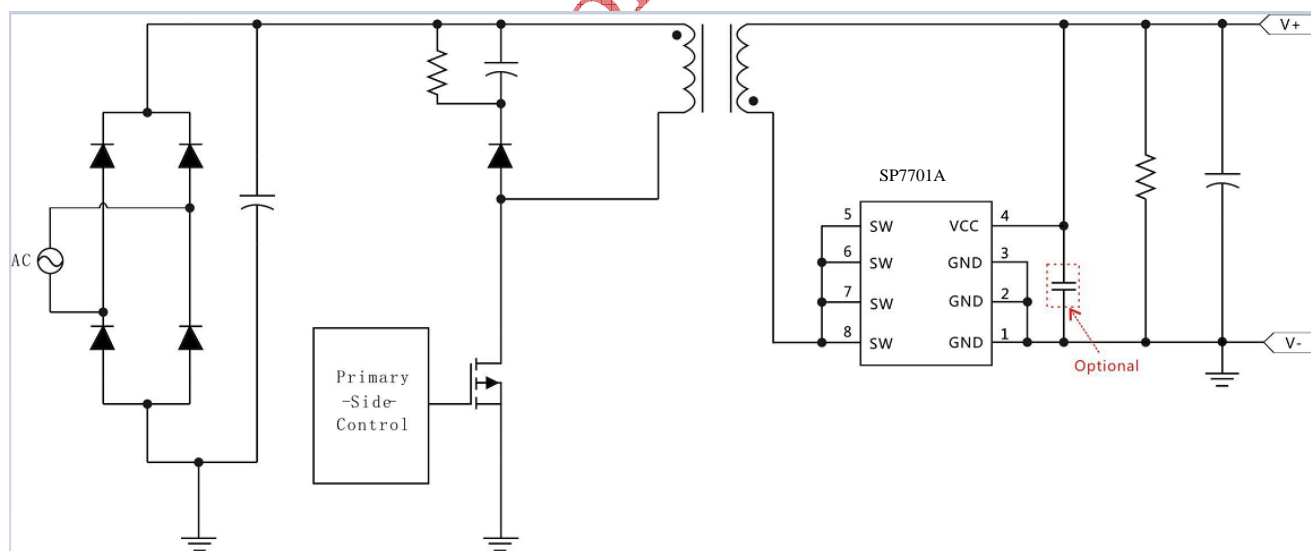 V+
SP7701A
5 SW VCC 4
6 SW GND 3
7 SW GND 2
8 SW GND 1
AC
V-
Optional
Primary
-Side-
Control